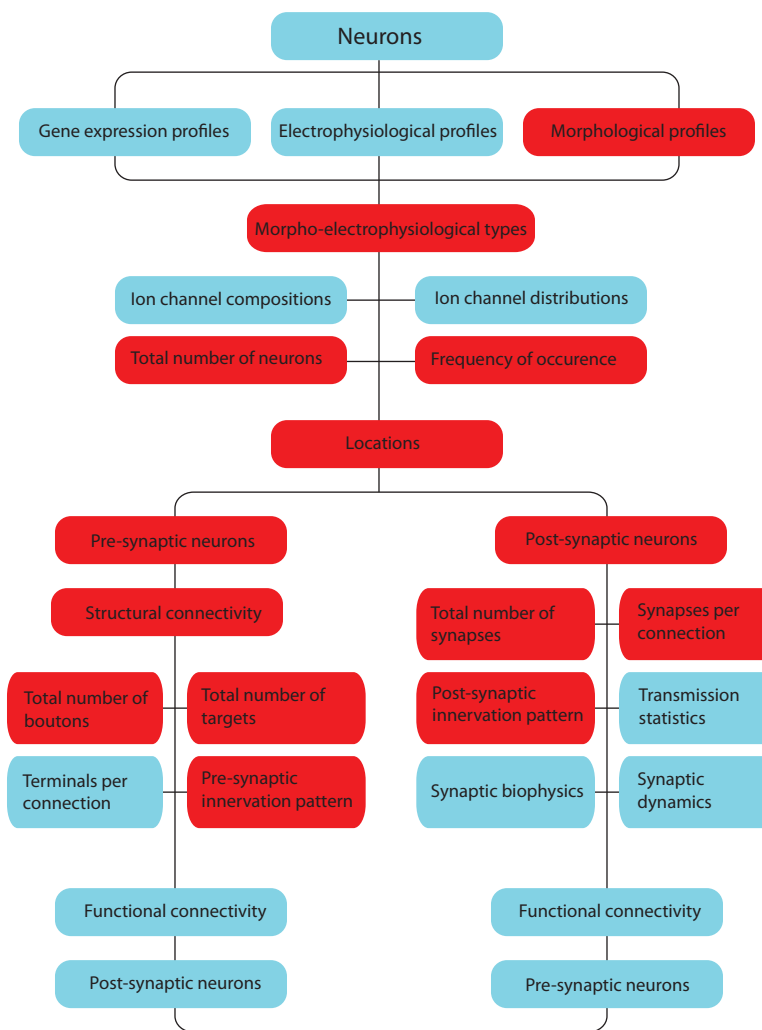 Neurons
Gene expression profiles
Electrophysiological profiles
Morphological profiles
Morpho-electrophysiological types
Ion channel compositions
Ion channel distributions
Total number of neurons
Frequency of occurence
Locations
Pre-synaptic neurons
Post-synaptic neurons
Structural connectivity
Total number of
synapses
Synapses per
connection
Total number of
boutons
Total number of
targets
Post-synaptic
innervation pattern
Transmission
statistics
Terminals per
connection
Pre-synaptic
innervation pattern
Synaptic biophysics
Synaptic
dynamics
Functional connectivity
Functional connectivity
Post-synaptic neurons
Pre-synaptic neurons